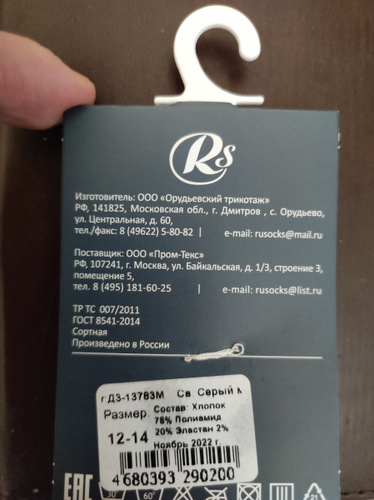 Rs
Изготовитель: ООО «Орудьевский трикотаж»
РФ, 141825, Московская обл., г. Дмитров , с. Орудьево,
ул. Центральная, д. 60,
тел./факс: 8 (49622) 5-80-82 | e-mail: rusocks@mail.ru
Поставщик: ООО «Пром-Текс»
РФ, 107241, г. Москва, ул. Байкальская, д. 1/3, строение 3,
помещение 5,
тел. 8 (495) 181-60-25 | e-mail: rusocks@list.ru
ТР ТС 007/2011
ГОСТ 8541-2014
Сортная
Произведено в России
г.Д3-13783М Св Серый м
Размер: Состав: Хлопок
78% Полиамид
12-14 20% Эластан 2%
Ноябрь 2022 г.
4 680393 290200
EAC 30° 60° 21